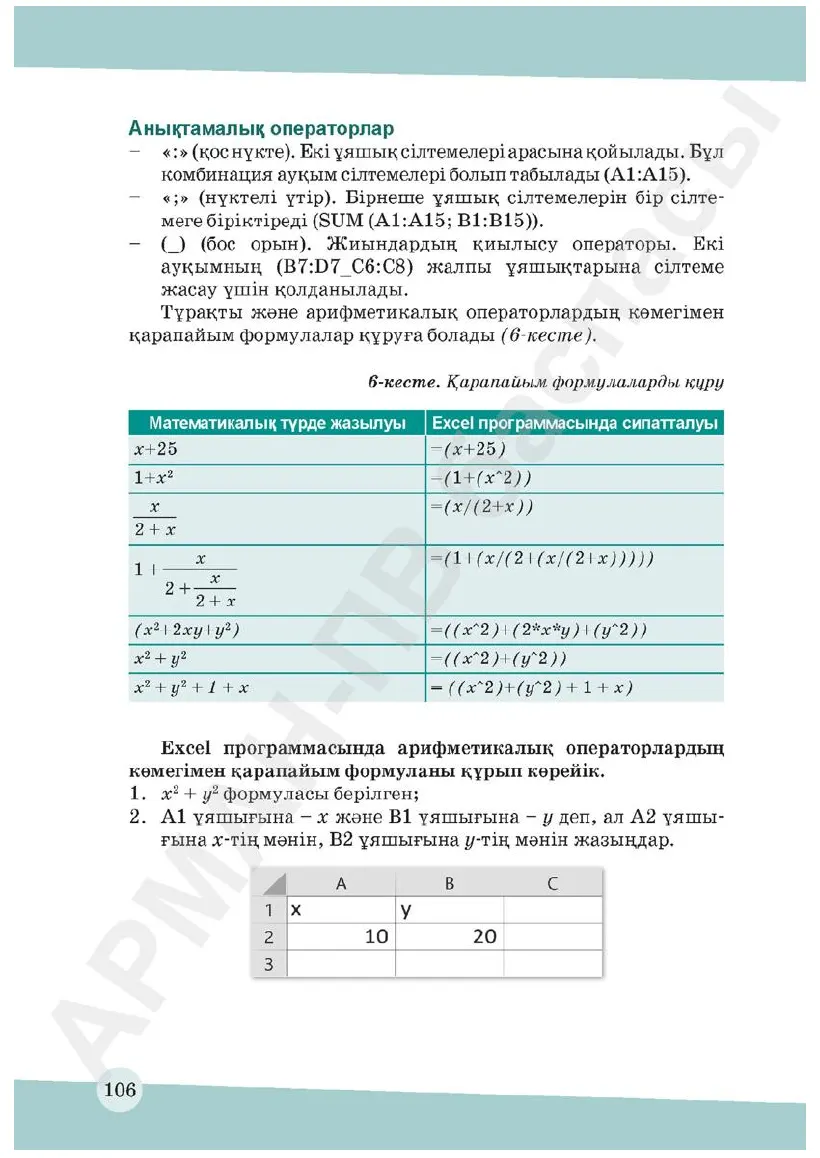 Анықтамалық операторлар
– «:» (қос нүкте). Екі ұяшық сілтемелері арасына қойылады. Бұл
комбинация ауқым сілтемелері болып табылады (A1:A15).
– «;» (нүктелі үтір). Бірнеше ұяшық сілтемелерін бір сілте-
меге біріктіреді (SUM (A1:A15; B1:B15)).
– (_) (бос орын). Жиындардың қиылысу операторы. Екі
ауқымның (B7:D7_C6:C8) жалпы ұяшықтарына сілтеме
жасау үшін қолданылады.
Тұрақты және арифметикалық операторлардың көмегімен
қарапайым формулалар құруға болады (6-кесте).
6-кесте. Қарапайым формулаларды құру
Математикалық түрде жазылуы Excel программасында сипатталуы
x+25 =(x+25)
1+x² =(1+(x^2))
x =(x/(2+x))
2 + x
1+ x =(1+(x/(2+(x/(2+x)))))
2 + x
2 + x
(x²+2xy+y²) =((x^2)+(2*x*y)+(y^2))
x² + y² =((x^2)+(y^2))
x² + y² + 1 + x = ((x^2)+(y^2) + 1 + x)
Excel программасында арифметикалық операторлардың
көмегімен қарапайым формуланы құрып көрейік.
1. x² + y² формуласы берілген;
2. A1 ұяшығына – x және B1 ұяшығына – y деп, ал A2 ұяшы-
ғына x-тің мәнін, B2 ұяшығына y-тің мәнін жазыңдар.
A B C
1 x y
2 10 20
3
106
АРМАН-ПВ баспасы